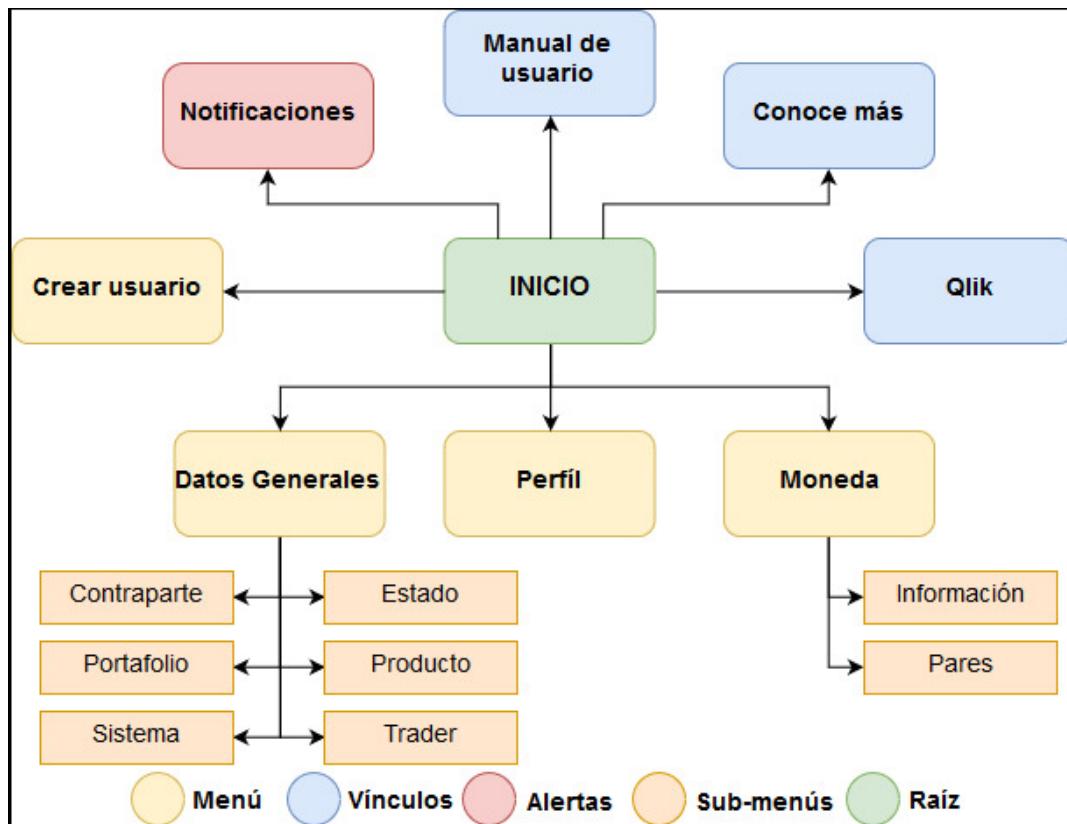 Manual de
usuario
Notificaciones
Conoce más
Crear usuario
INICIO
Qlik
Datos Generales
Perfíl
Moneda
Contraparte
Estado
Información
Portafolio
Producto
Pares
Sistema
Trader
Menú
Vínculos
Alertas
Sub-menús
Raíz